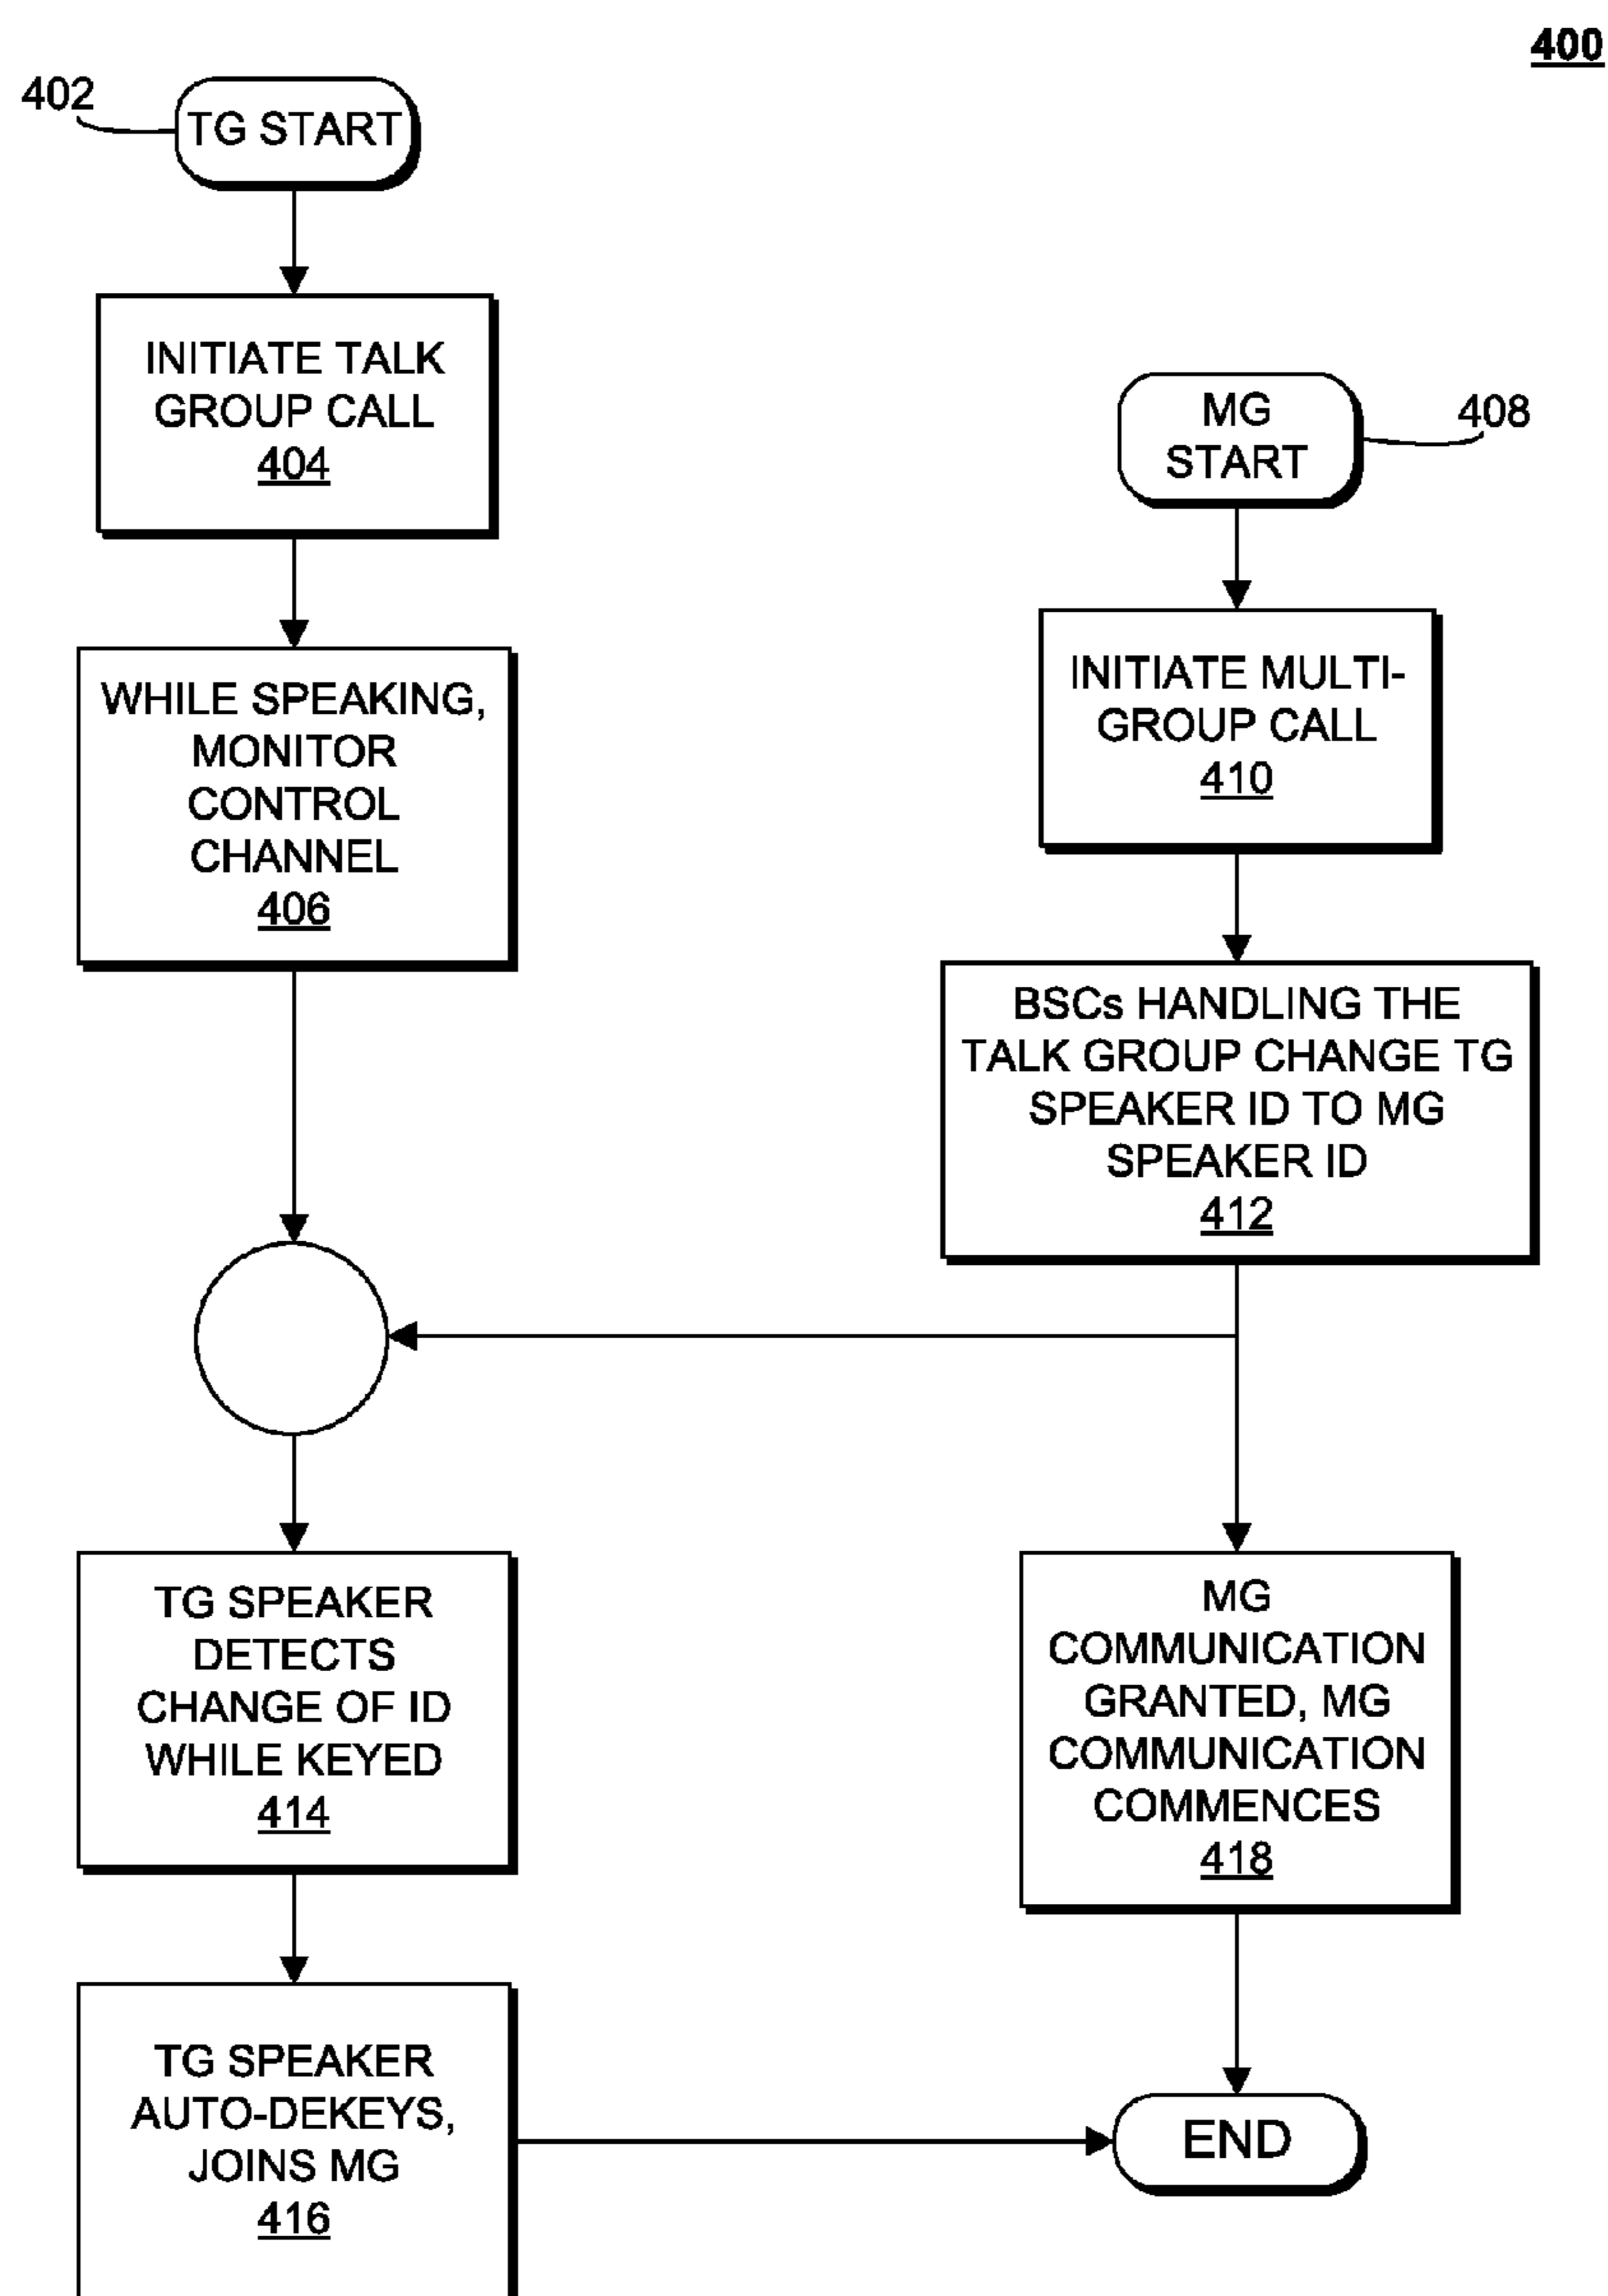 400
402
TG START
INITIATE TALK
GROUP CALL
404
WHILE SPEAKING,
MONITOR
CONTROL
CHANNEL
406
MG
START
408
INITIATE MULTI-
GROUP CALL
410
BSCs HANDLING THE
TALK GROUP CHANGE TG
SPEAKER ID TO MG
SPEAKER ID
412
TG SPEAKER
DETECTS
CHANGE OF ID
WHILE KEYED
414
MG
COMMUNICATION
GRANTED, MG
COMMUNICATION
COMMENCES
418
TG SPEAKER
AUTO-DEKEYS,
JOINS MG
416
END